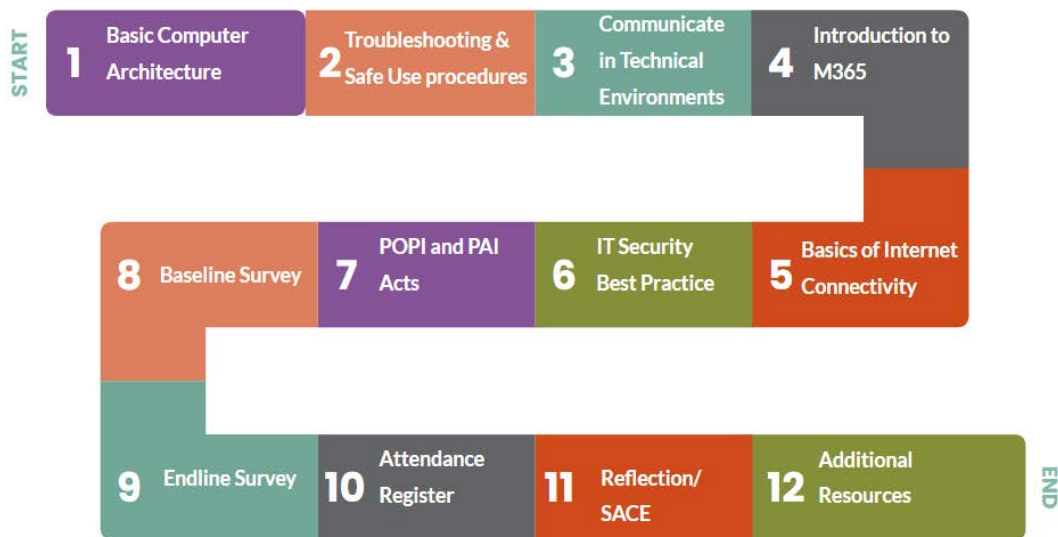 START
1
Basic Computer
Architecture
2
Troubleshooting &
Safe Use procedures
3
Communicate
in Technical
Environments
4
Introduction to
M365
5
Basics of Internet
Connectivity
6
IT Security
Best Practice
7
POPI and PAI
Acts
8
Baseline Survey
9
Endline Survey
10
Attendance
Register
11
Reflection/
SACE
12
Additional
Resources
END